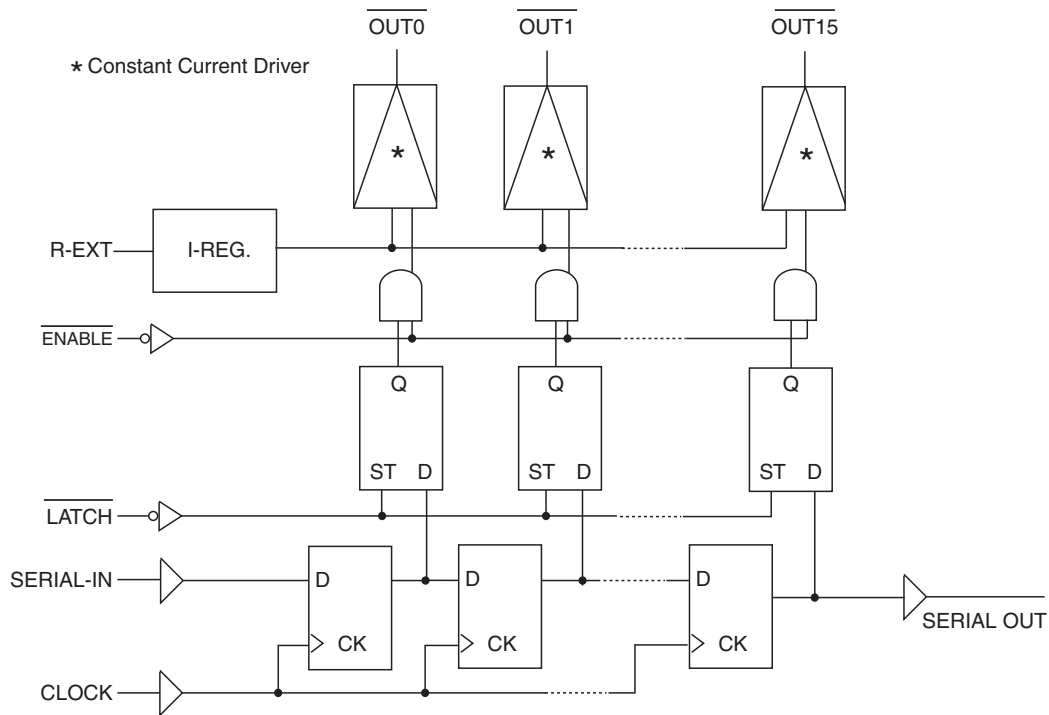 OUT0 OUT1 OUT15
* Constant Current Driver
* * *
R-EXT I-REG.
ENABLE
Q Q Q
ST D ST D ST D
LATCH
SERIAL-IN D D D
SERIAL OUT
CK CK CK
CLOCK